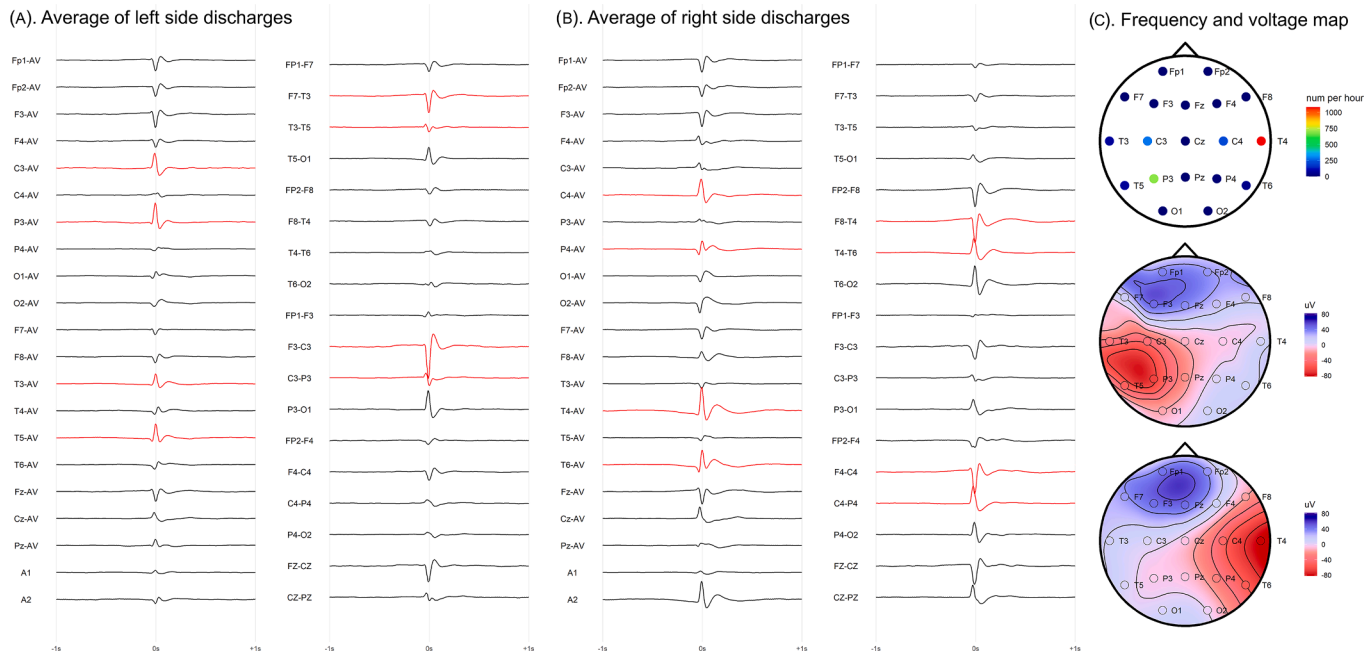 (A). Average of left side discharges
Fp1-AV
Fp2-AV
F3-AV
F4-AV
C3-AV
C4-AV
P3-AV
P4-AV
O1-AV
O2-AV
F7-AV
F8-AV
T3-AV
T4-AV
T5-AV
T6-AV
Fz-AV
Cz-AV
Pz-AV
A1
A2
-1s 0s +1s
FP1-F7
F7-T3
T3-T5
T5-O1
FP2-F8
F8-T4
T4-T6
T6-O2
FP1-F3
F3-C3
C3-P3
P3-O1
FP2-F4
F4-C4
C4-P4
P4-O2
FZ-CZ
CZ-PZ
-1s 0s +1s
(B). Average of right side discharges
Fp1-AV
Fp2-AV
F3-AV
F4-AV
C3-AV
C4-AV
P3-AV
P4-AV
O1-AV
O2-AV
F7-AV
F8-AV
T3-AV
T4-AV
T5-AV
T6-AV
Fz-AV
Cz-AV
Pz-AV
A1
A2
-1s 0s +1s
FP1-F7
F7-T3
T3-T5
T5-O1
FP2-F8
F8-T4
T4-T6
T6-O2
FP1-F3
F3-C3
C3-P3
P3-O1
FP2-F4
F4-C4
C4-P4
P4-O2
FZ-CZ
CZ-PZ
-1s 0s +1s
(C). Frequency and voltage map
Fp1 Fp2
F7 F3 Fz F4 F8
T3 C3 Cz C4 T4
T5 P3 Pz P4 T6
O1 O2
num per hour
1000
750
500
250
0
Fp1 Fp2
F7 F3 Fz F4 F8
T3 C3 Cz C4 T4
T5 P3 Pz P4 T6
O1 O2
uV
80
40
0
-40
-80
Fp1 Fp2
F7 F3 Fz F4 F8
T3 C3 Cz C4 T4
T5 P3 Pz P4 T6
O1 O2
uV
80
40
0
-40
-80